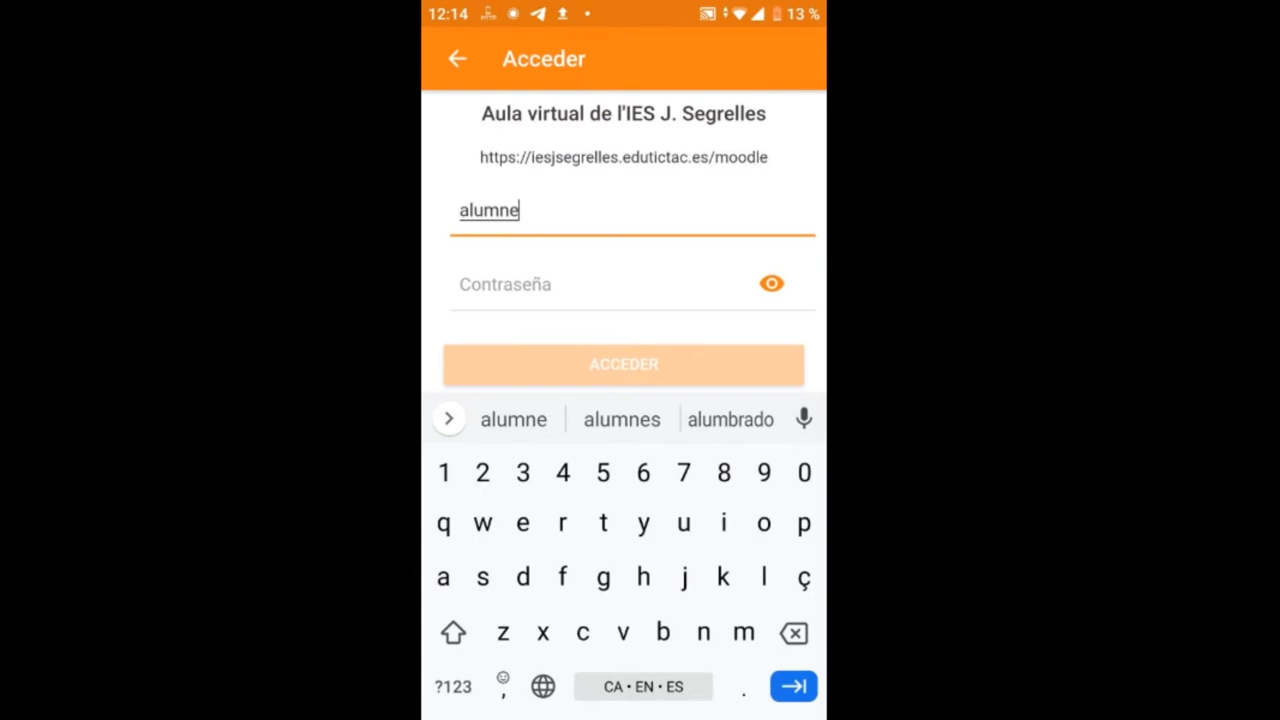 12:14 13 %
Acceder
Aula virtual de l'IES J. Segrelles
https://iesjsegrelles.edutictac.es/moodle
alumne
Contraseña
ACCEDER
alumne alumnes alumbrado
1 2 3 4 5 6 7 8 9 0
q w e r t y u i o p
a s d f g h j k l ç
z x c v b n m
?123 , CA • EN • ES .